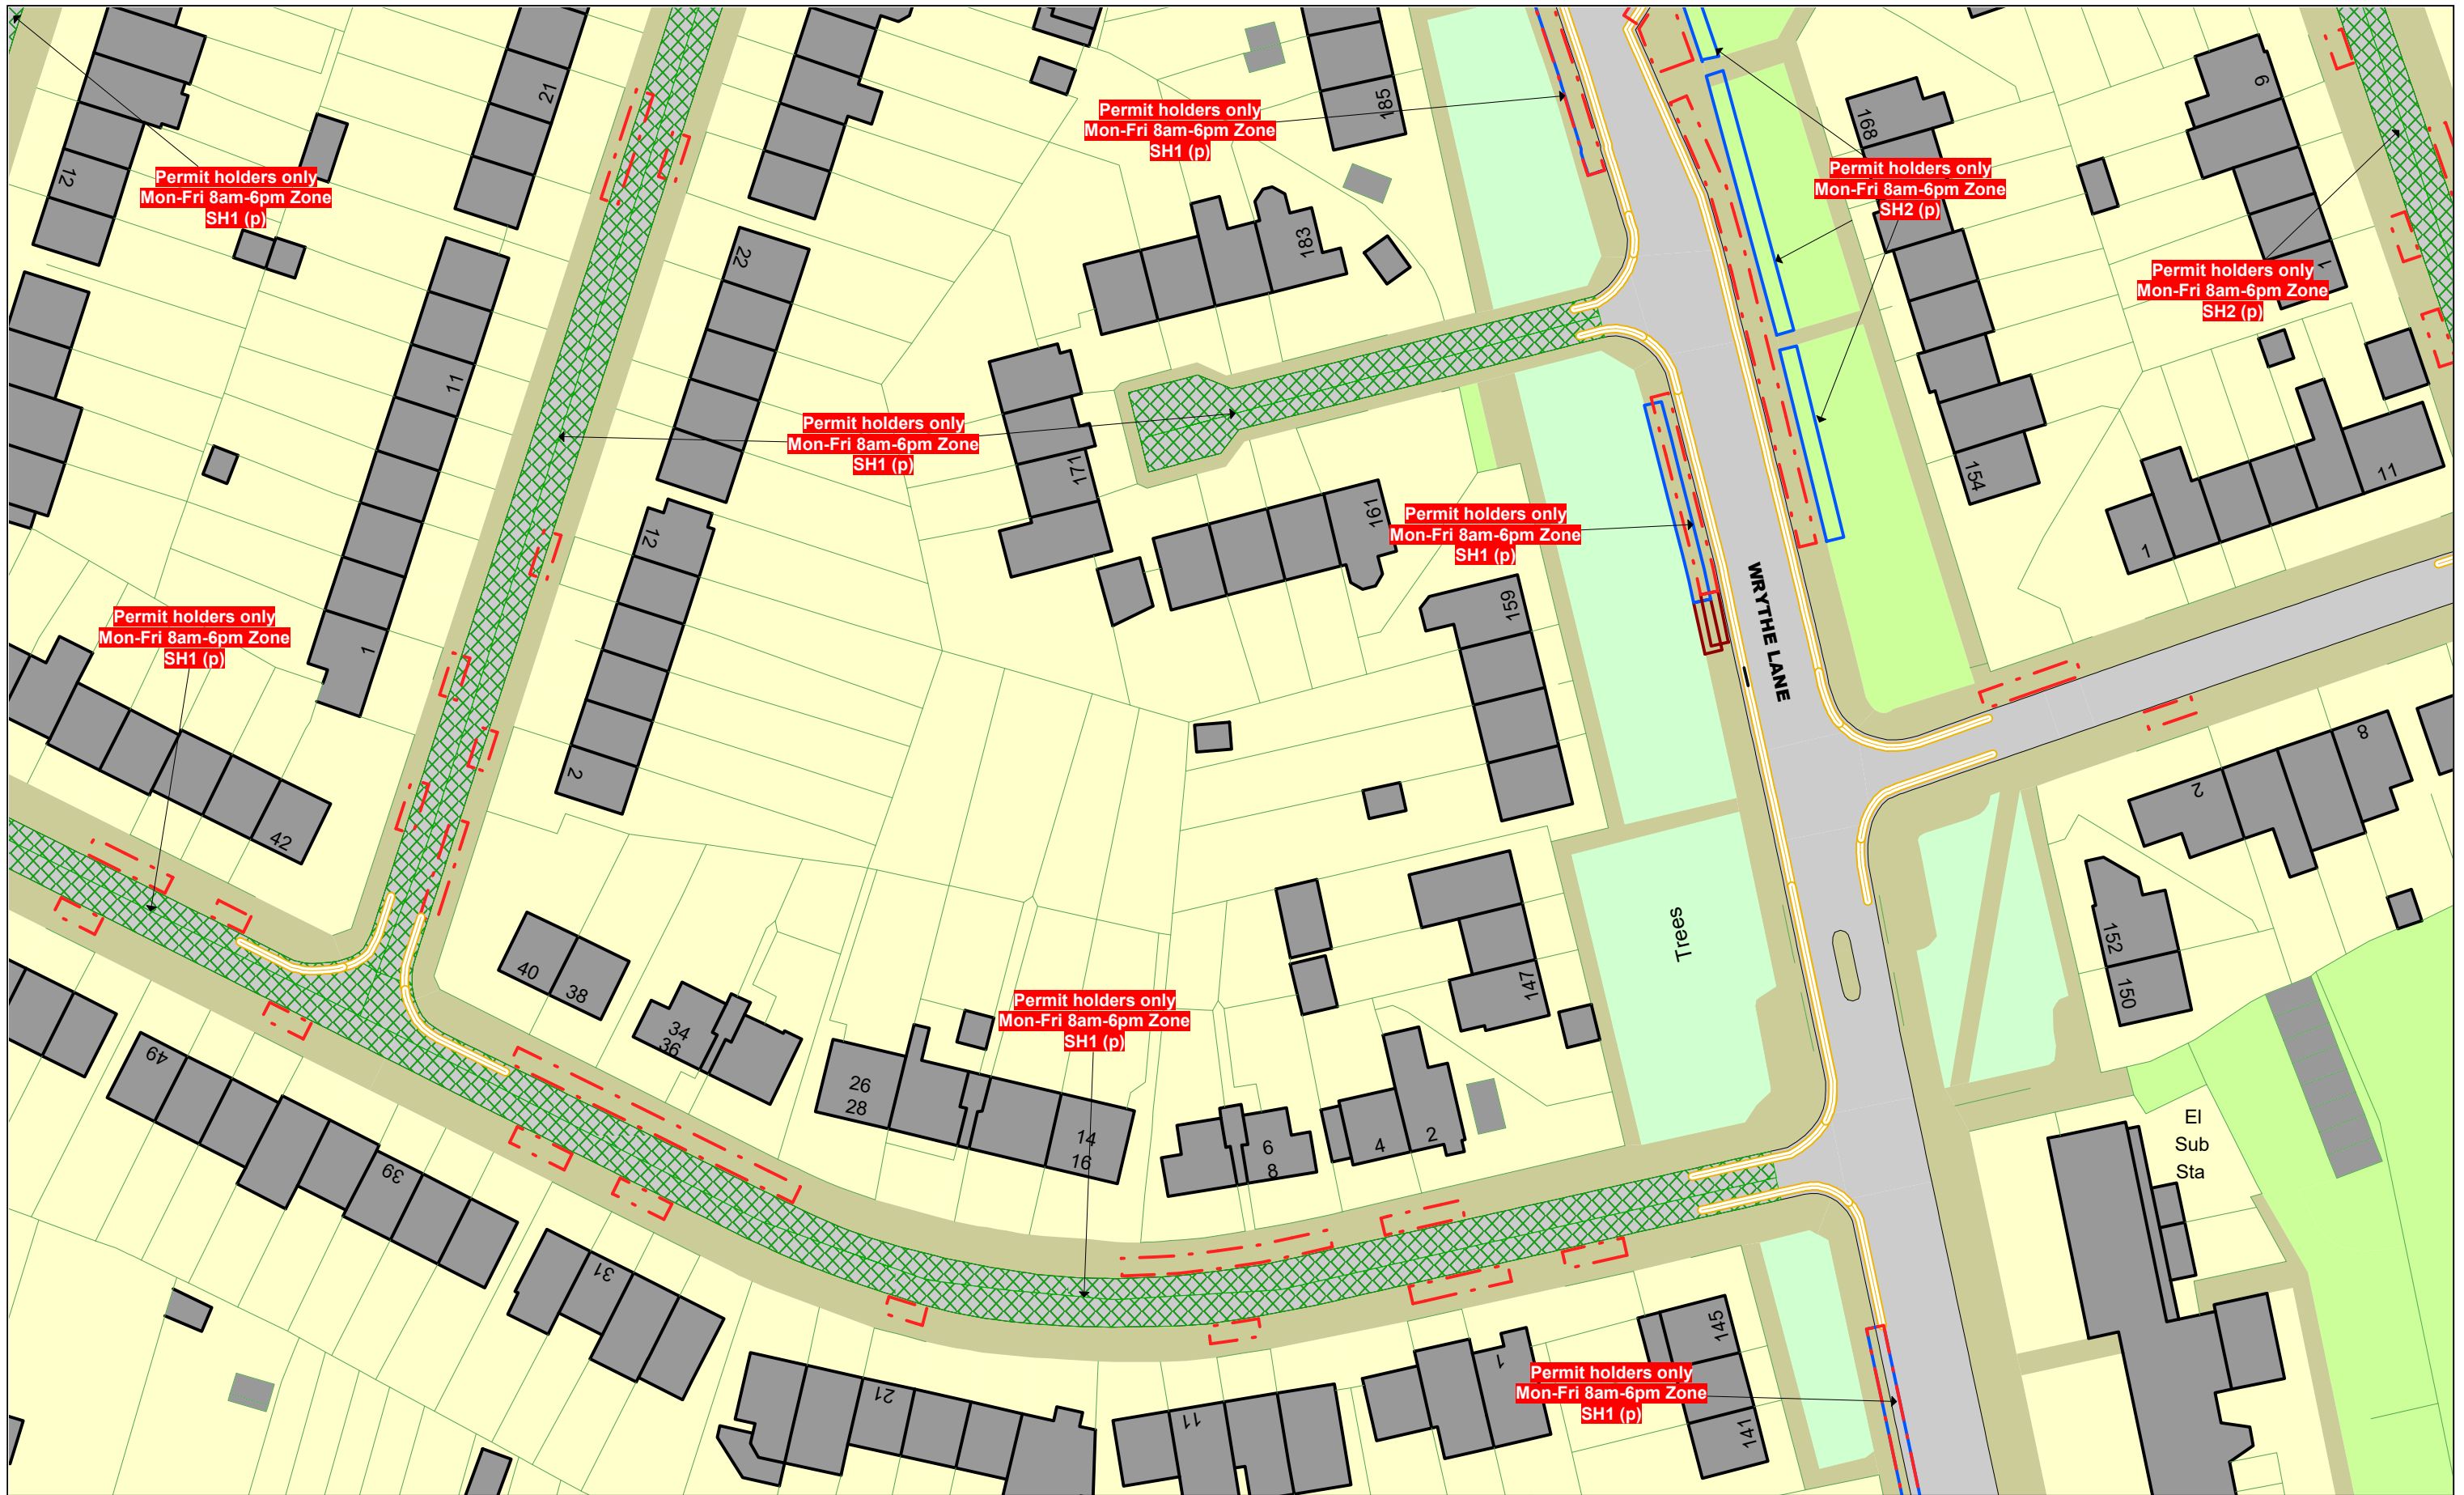 21
185
Permit holders only
Mon-Fri 8am-6pm Zone
SH1 (p)
168
9
12
Permit holders only
Mon-Fri 8am-6pm Zone
SH1 (p)
Permit holders only
Mon-Fri 8am-6pm Zone
SH2 (p)
22
183
Permit holders only
Mon-Fri 8am-6pm Zone
SH2 (p)
1
11
Permit holders only
Mon-Fri 8am-6pm Zone
SH1 (p)
171
154
11
161
Permit holders only
Mon-Fri 8am-6pm Zone
SH1 (p)
12
1
WRYTHE LANE
159
Permit holders only
Mon-Fri 8am-6pm Zone
SH1 (p)
1
2
8
2
42
Trees
152
150
40
38
147
34
36
Permit holders only
Mon-Fri 8am-6pm Zone
SH1 (p)
49
26
28
14
16
6
8
4
2
El
Sub
Sta
39
31
145
1
Permit holders only
Mon-Fri 8am-6pm Zone
SH1 (p)
21
11
141